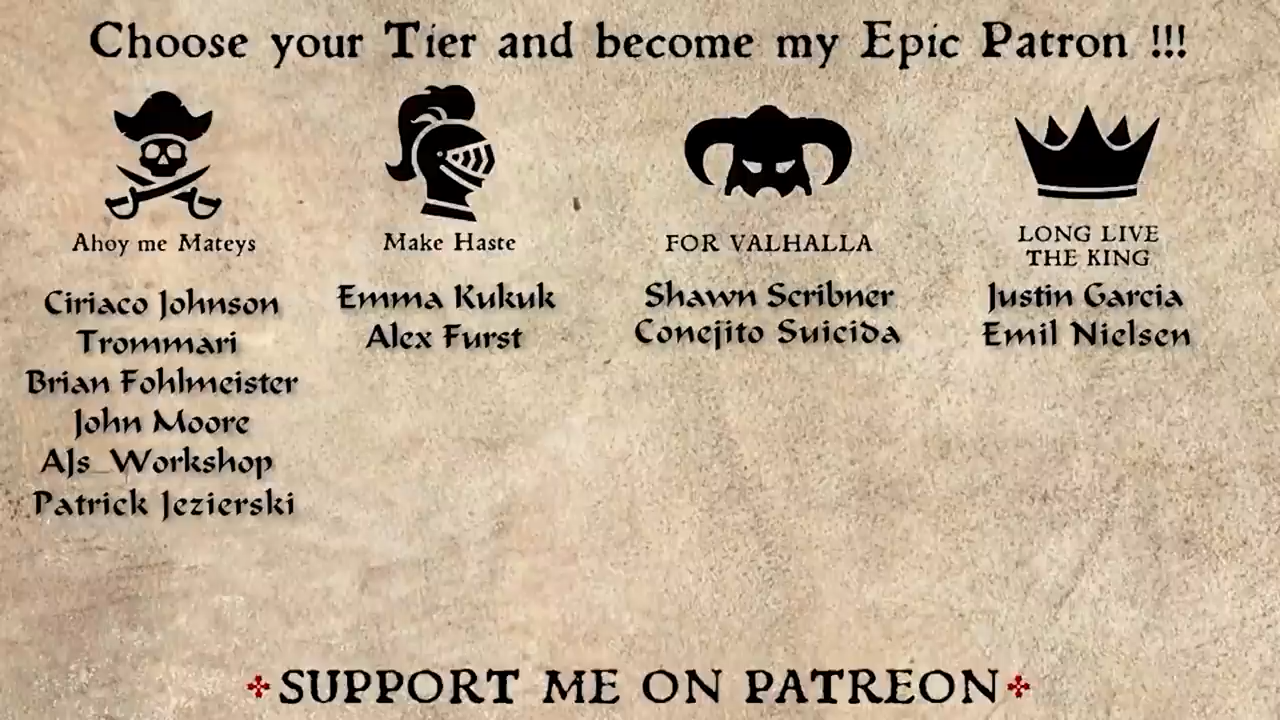 Choose your Tier and become my Epic Patron !!!
Ahoy me Mateys
Ciriaco Johnson
Trommari
Brian Fohlmeister
John Moore
AJs_Workshop
Patrick Jezierski
Make Haste
Emma Kukuk
Alex Furst
FOR VALHALLA
Shawn Scribner
Conejito Suicida
LONG LIVE
THE KING
Justin Garcia
Emil Nielsen
SUPPORT ME ON PATREON